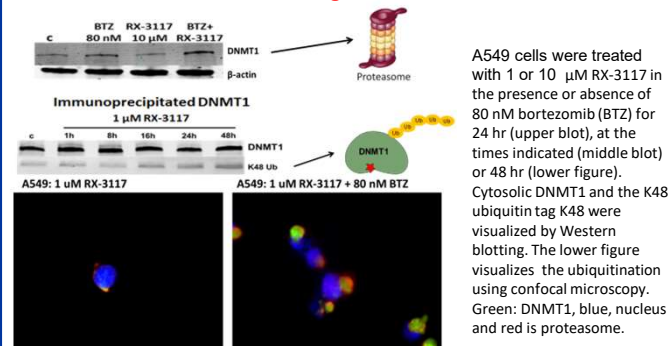 BTZ RX-3117 BTZ+
c 80 nM 10 µM RX-3117
DNMT1
β-actin
Proteasome
Immunoprecipitated DNMT1
1 µM RX-3117
c 1h 8h 16h 24h 48h
DNMT1
K48 Ub
Ub Ub Ub Ub Ub
DNMT1
A549: 1 uM RX-3117
A549: 1 uM RX-3117 + 80 nM BTZ
A549 cells were treated
with 1 or 10 µM RX-3117 in
the presence or absence of
80 nM bortezomib (BTZ) for
24 hr (upper blot), at the
times indicated (middle blot)
or 48 hr (lower figure).
Cytosolic DNMT1 and the K48
ubiquitin tag K48 were
visualized by Western
blotting. The lower figure
visualizes the ubiquitination
using confocal microscopy.
Green: DNMT1, blue, nucleus
and red is proteasome.